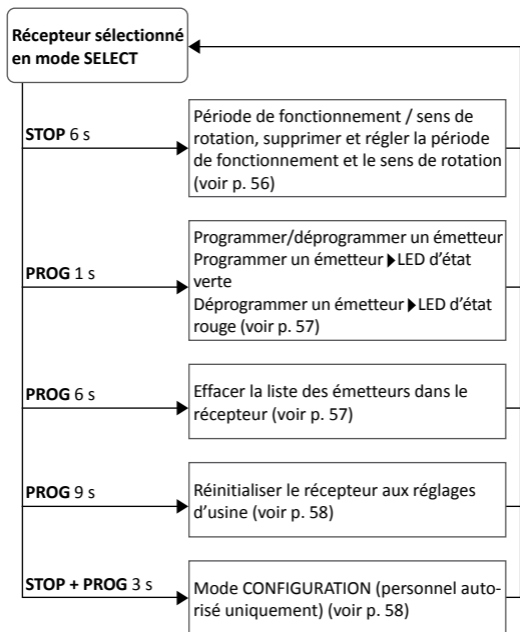 Récepteur sélectionné
en mode SELECT
STOP 6 s
Période de fonctionnement / sens de
rotation, supprimer et régler la période
de fonctionnement et le sens de rotation
(voir p. 56)
PROG 1 s
Programmer/déprogrammer un émetteur
Programmer un émetteur ▶ LED d’état
verte
Déprogrammer un émetteur ▶ LED d’état
rouge (voir p. 57)
PROG 6 s
Effacer la liste des émetteurs dans le
récepteur (voir p. 57)
PROG 9 s
Réinitialiser le récepteur aux réglages
d’usine (voir p. 58)
STOP + PROG 3 s
Mode CONFIGURATION (personnel auto-
risé uniquement) (voir p. 58)